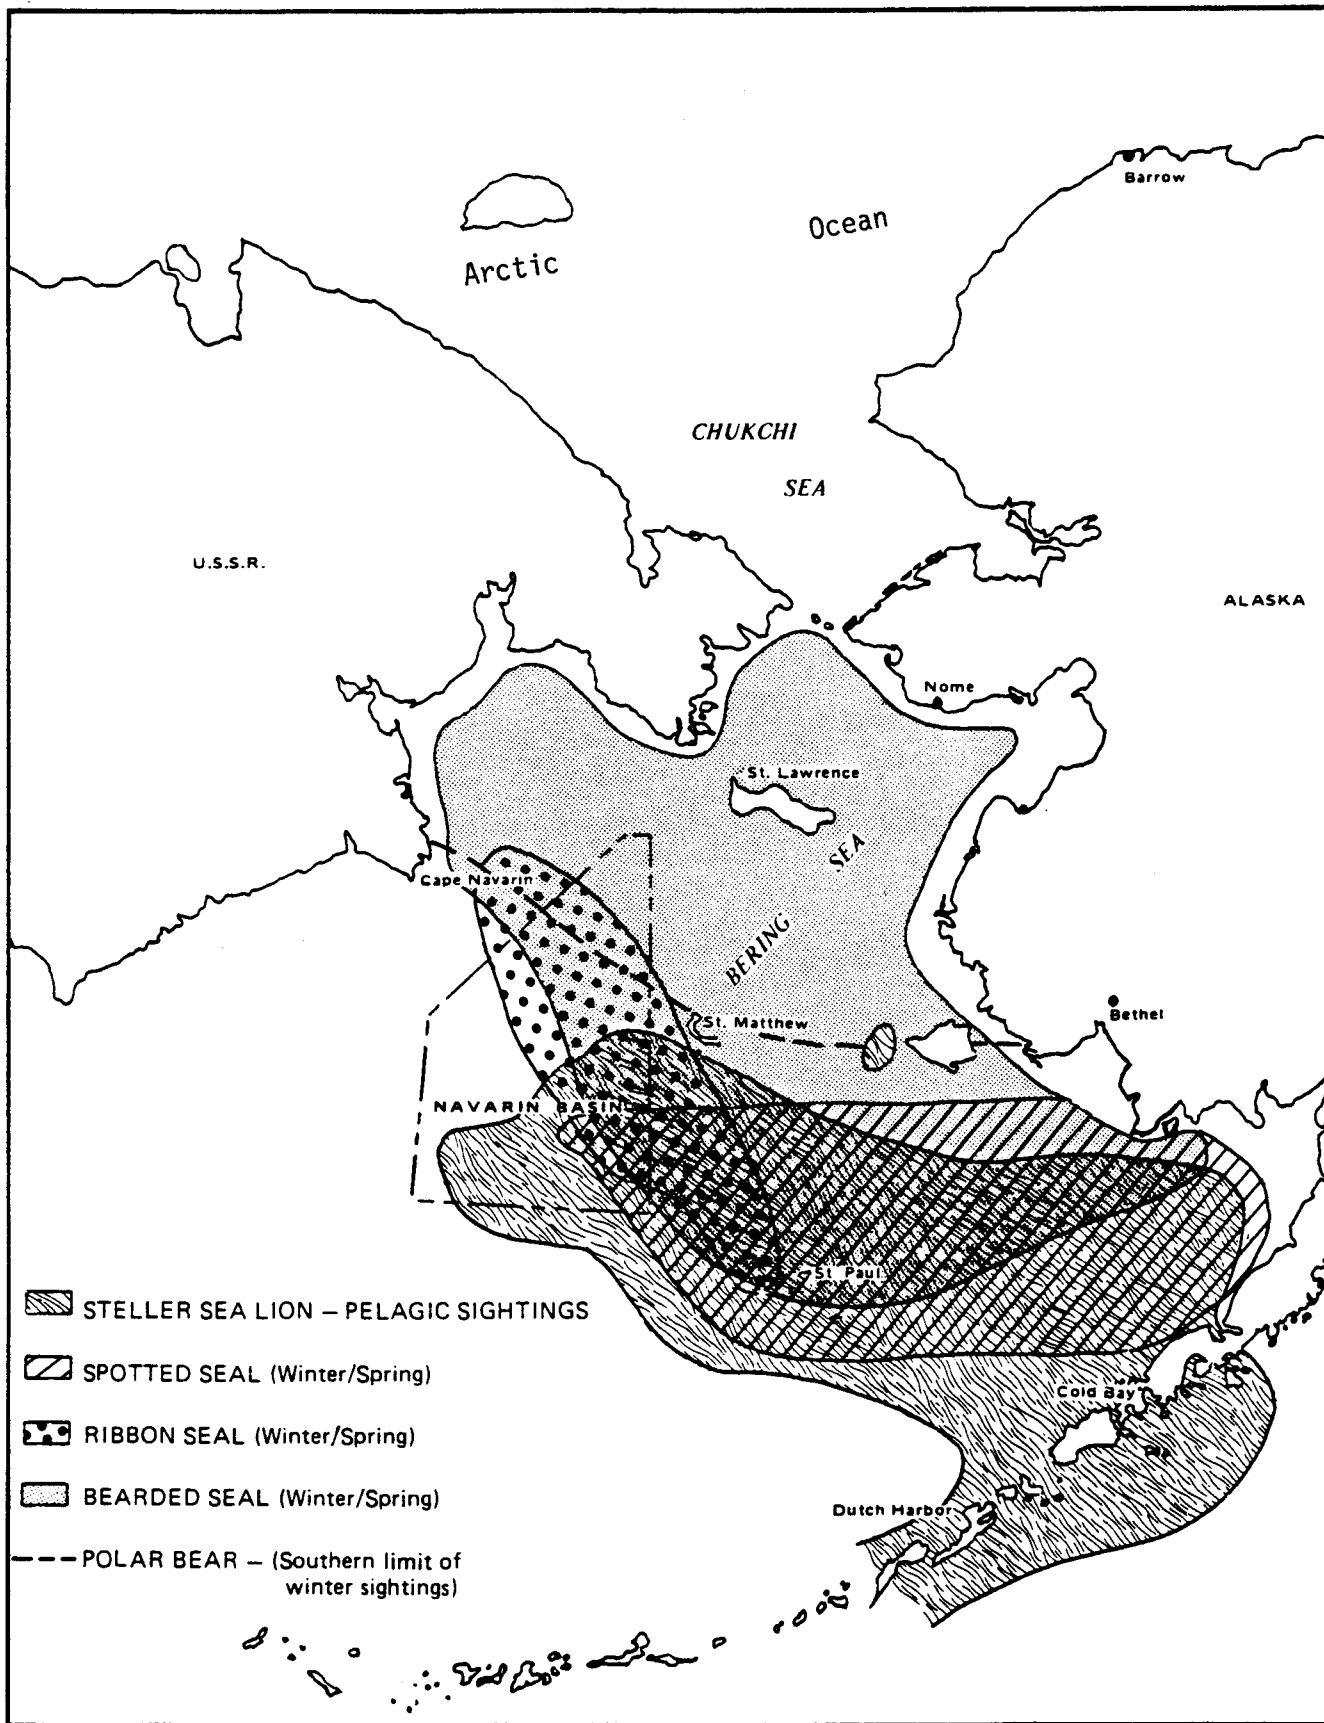 Barrow
Ocean
Arctic
CHUKCHI
SEA
U.S.S.R.
ALASKA
Nome
St. Lawrence
SEA
Cape Navarin
BERING
St. Matthew
Bethel
NAVARIN BASIN
St. Paul
STELLER SEA LION – PELAGIC SIGHTINGS
SPOTTED SEAL (Winter/Spring)
Cold Bay
RIBBON SEAL (Winter/Spring)
BEARDED SEAL (Winter/Spring)
Dutch Harbor
POLAR BEAR – (Southern limit of
winter sightings)